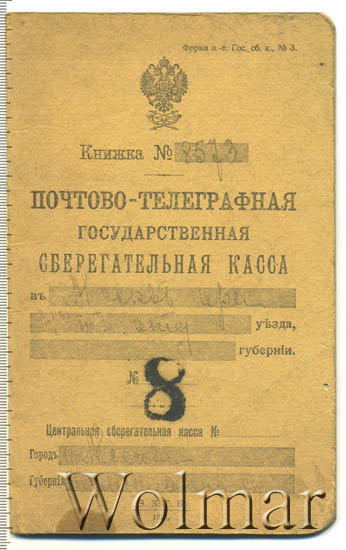 Форма п.-т. Гос. сб. к., № 3.
Книжка № 8573
ПОЧТОВО-ТЕЛЕГРАФНАЯ
ГОСУДАРСТВЕННАЯ
СБЕРЕГАТЕЛЬНАЯ КАССА
въ
уѣзда,
губерніи.
№ 8
Центральная сберегательная касса №
Городъ
Губернія
Э. З. Г. Б.
Wolmar